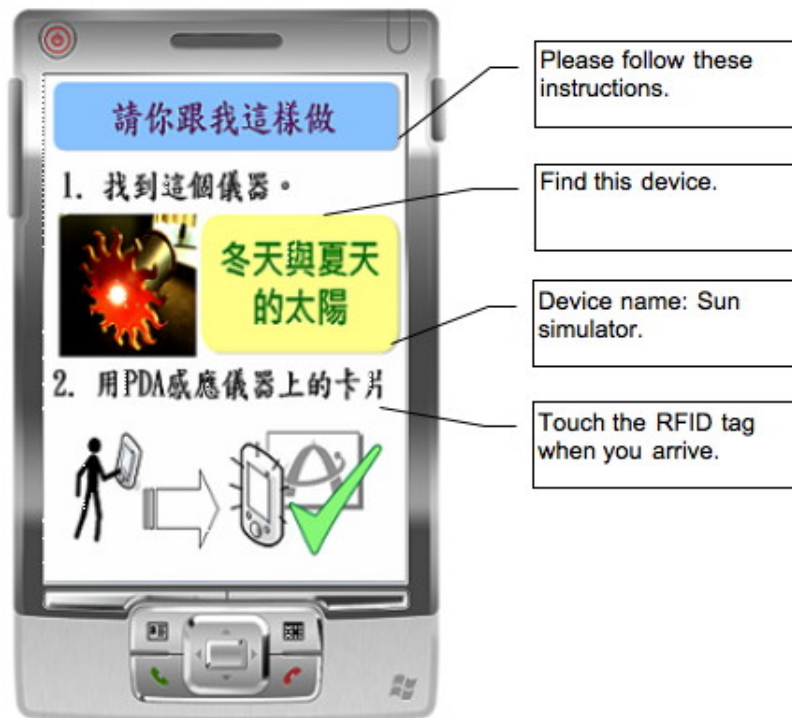 請你跟我這樣做
Please follow these
instructions.
1. 找到這個儀器。
Find this device.
冬天與夏天
的太陽
Device name: Sun
simulator.
2. 用PDA感應儀器上的卡片
Touch the RFID tag
when you arrive.